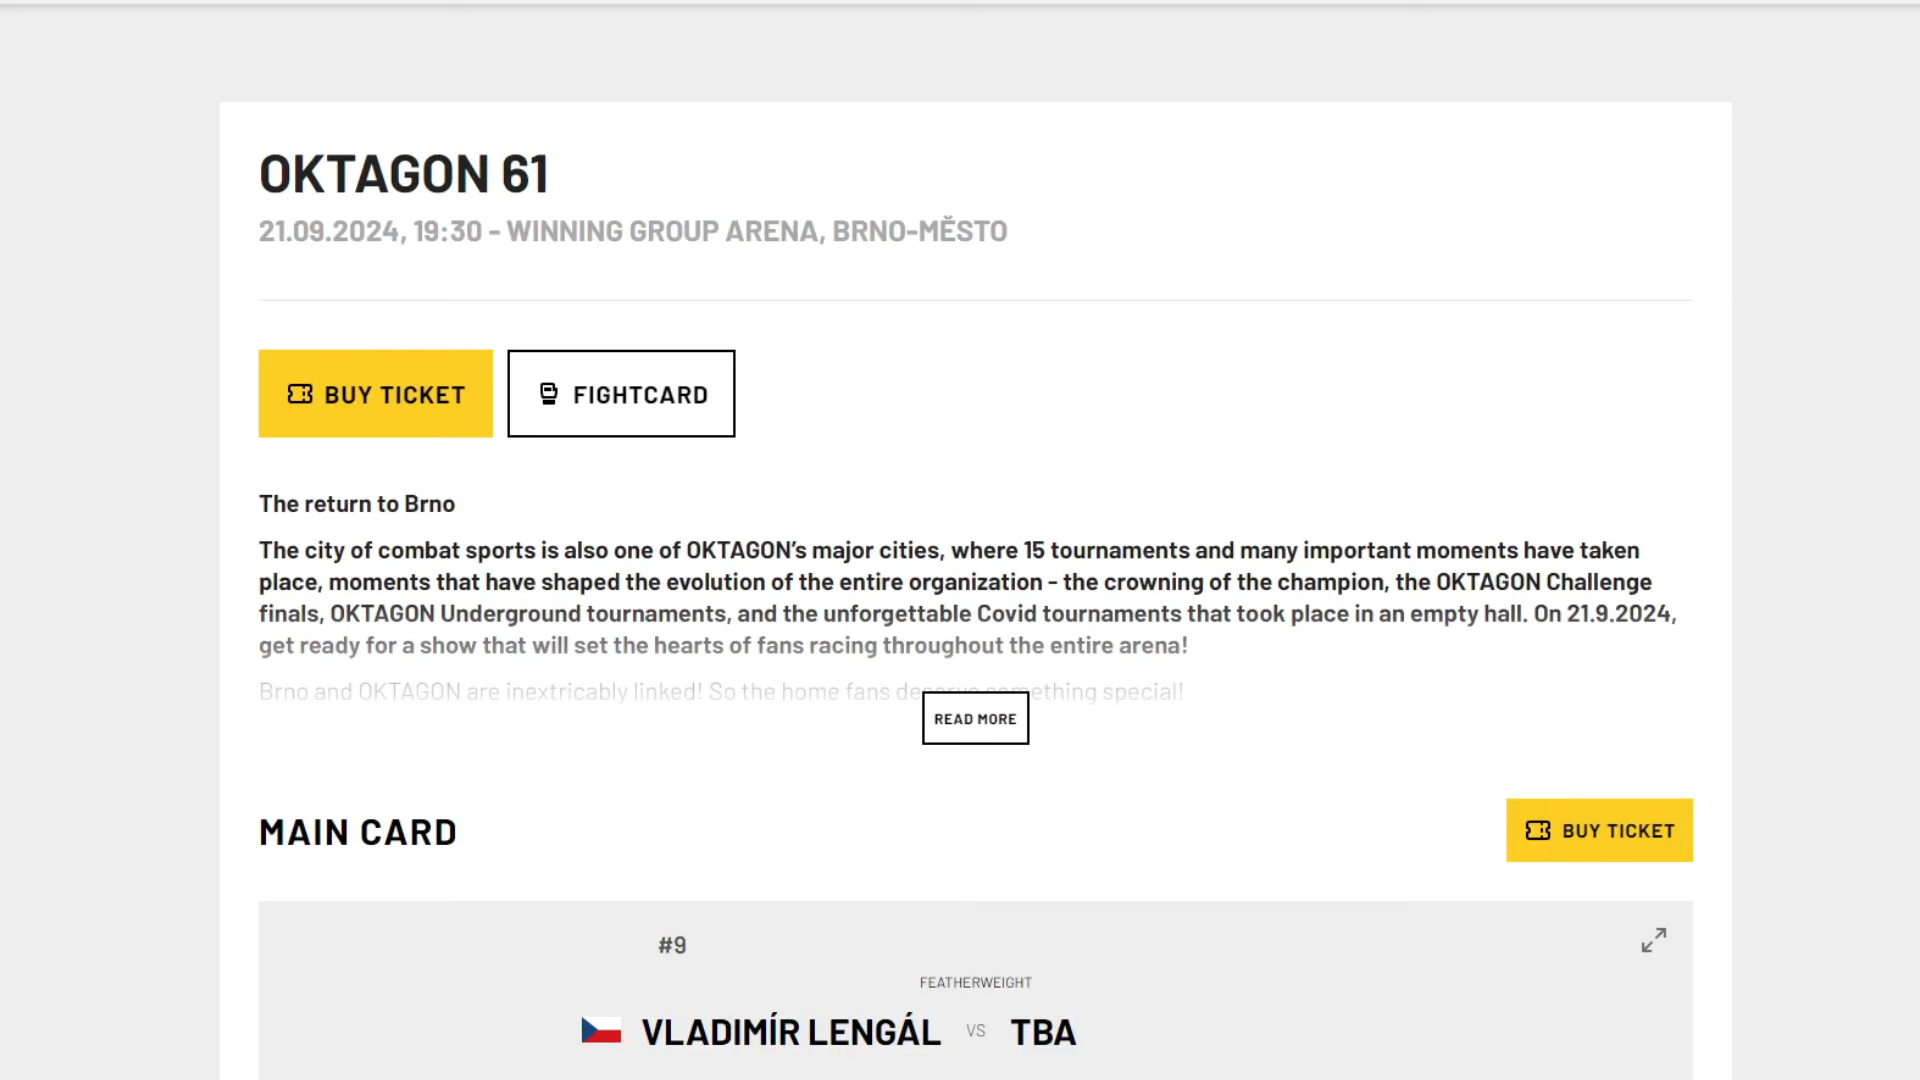 OKTAGON 61
21.09.2024, 19:30 - WINNING GROUP ARENA, BRNO-MĚSTO
BUY TICKET
FIGHTCARD
The return to Brno
The city of combat sports is also one of OKTAGON’s major cities, where 15 tournaments and many important moments have taken
place, moments that have shaped the evolution of the entire organization - the crowning of the champion, the OKTAGON Challenge
finals, OKTAGON Underground tournaments, and the unforgettable Covid tournaments that took place in an empty hall. On 21.9.2024,
get ready for a show that will set the hearts of fans racing throughout the entire arena!
Brno and OKTAGON are inextricably linked! So the home fans deserve something special!
READ MORE
MAIN CARD
BUY TICKET
#9
FEATHERWEIGHT
VLADIMÍR LENGÁL VS TBA